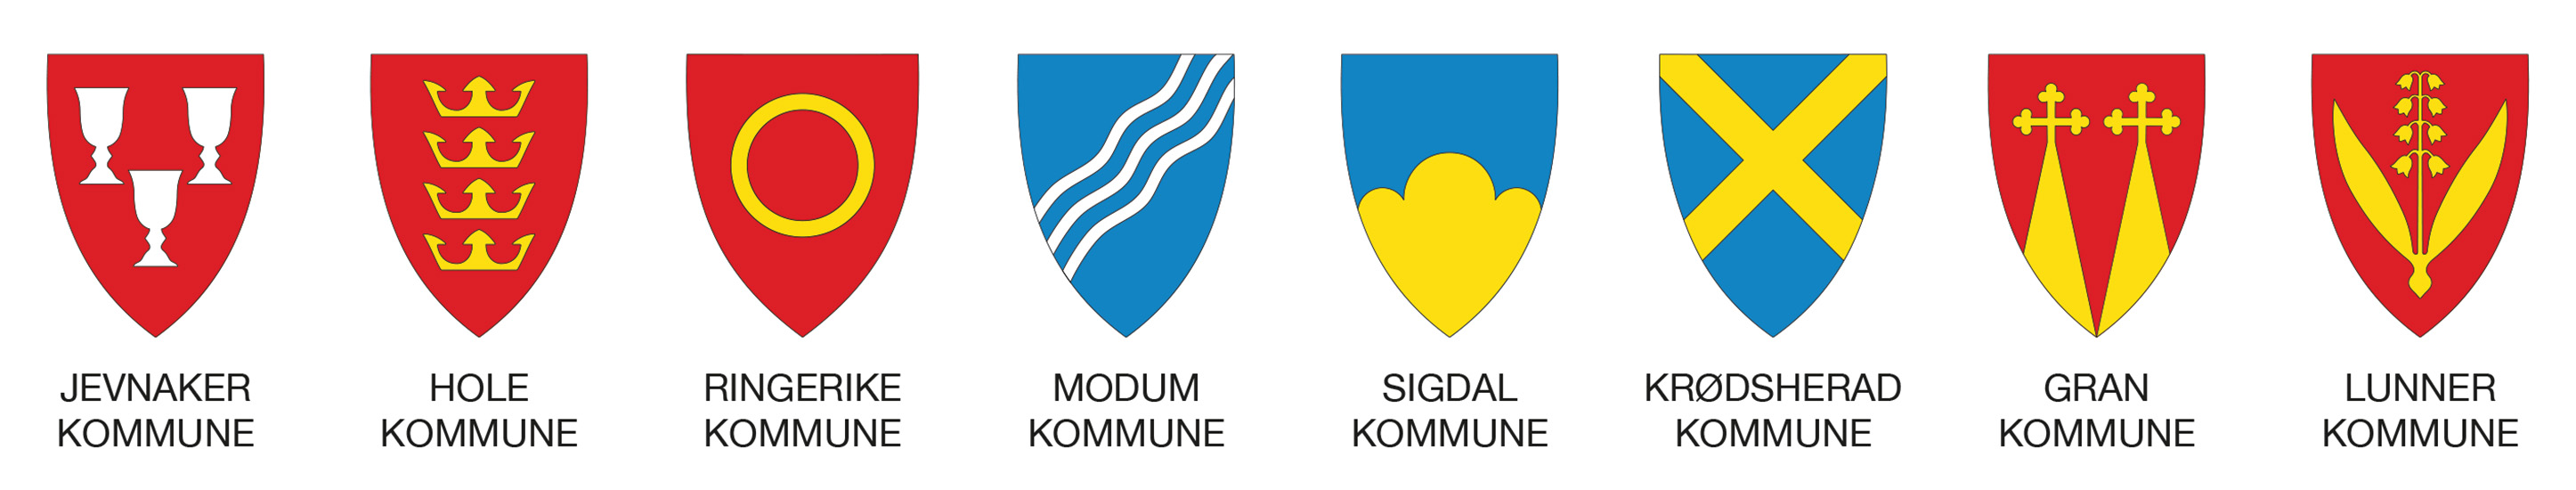 JEVNAKER
KOMMUNE
HOLE
KOMMUNE
RINGERIKE
KOMMUNE
MODUM
KOMMUNE
SIGDAL
KOMMUNE
KRØDSHERAD
KOMMUNE
GRAN
KOMMUNE
LUNNER
KOMMUNE